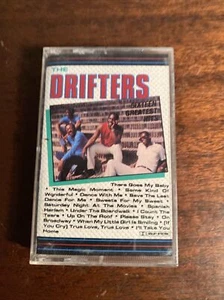 THE
DRIFTERS
SIXTEEN
GREATEST
HITS
There Goes My Baby
• This Magic Moment • Some Kind Of
Wonderful • Dance With Me • Save The Last
Dance For Me • Sweets For My Sweet •
Saturday Night At The Movies • Spanish
Harlem • Under The Boardwalk • I Count The
Tears • Up On The Roof • Please Stay • On
Broadway • When My Little Girl Is Smiling • [If
You Cry] True Love, True Love • I'll Take You
Home